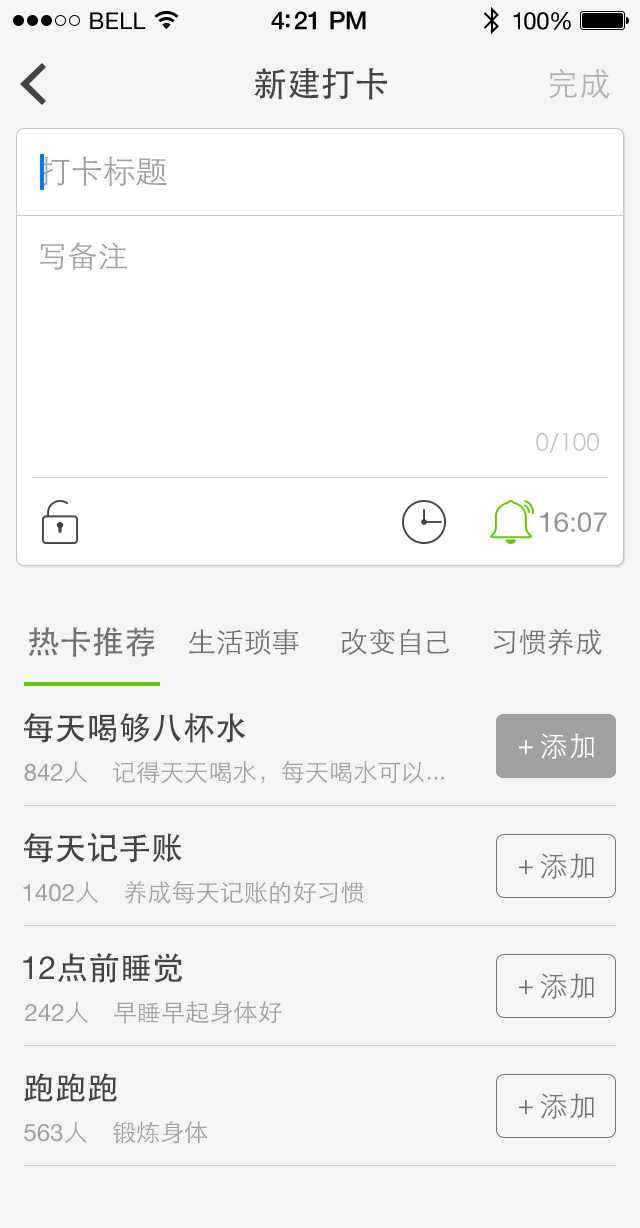 BELL 4:21 PM 100%
新建打卡 完成
打卡标题
写备注
0/100
16:07
热卡推荐 生活琐事 改变自己 习惯养成
每天喝够八杯水
842人 记得天天喝水，每天喝水可以...
+ 添加
每天记手账
1402人 养成每天记账的好习惯
+ 添加
12点前睡觉
242人 早睡早起身体好
+ 添加
跑跑跑
563人 锻炼身体
+ 添加